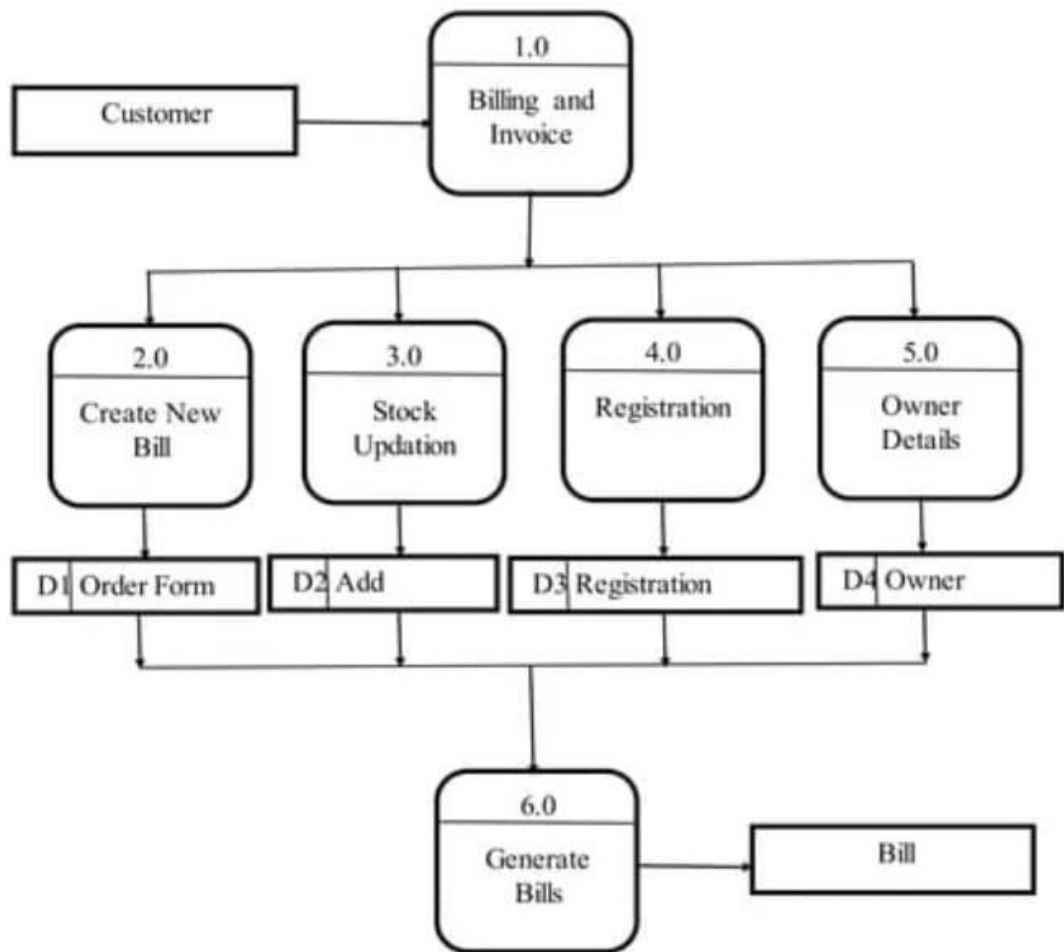 1.0
Customer
Billing and
Invoice
2.0
Create New
Bill
3.0
Stock
Updation
4.0
Registration
5.0
Owner
Details
D1 Order Form
D2 Add
D3 Registration
D4 Owner
6.0
Generate
Bills
Bill